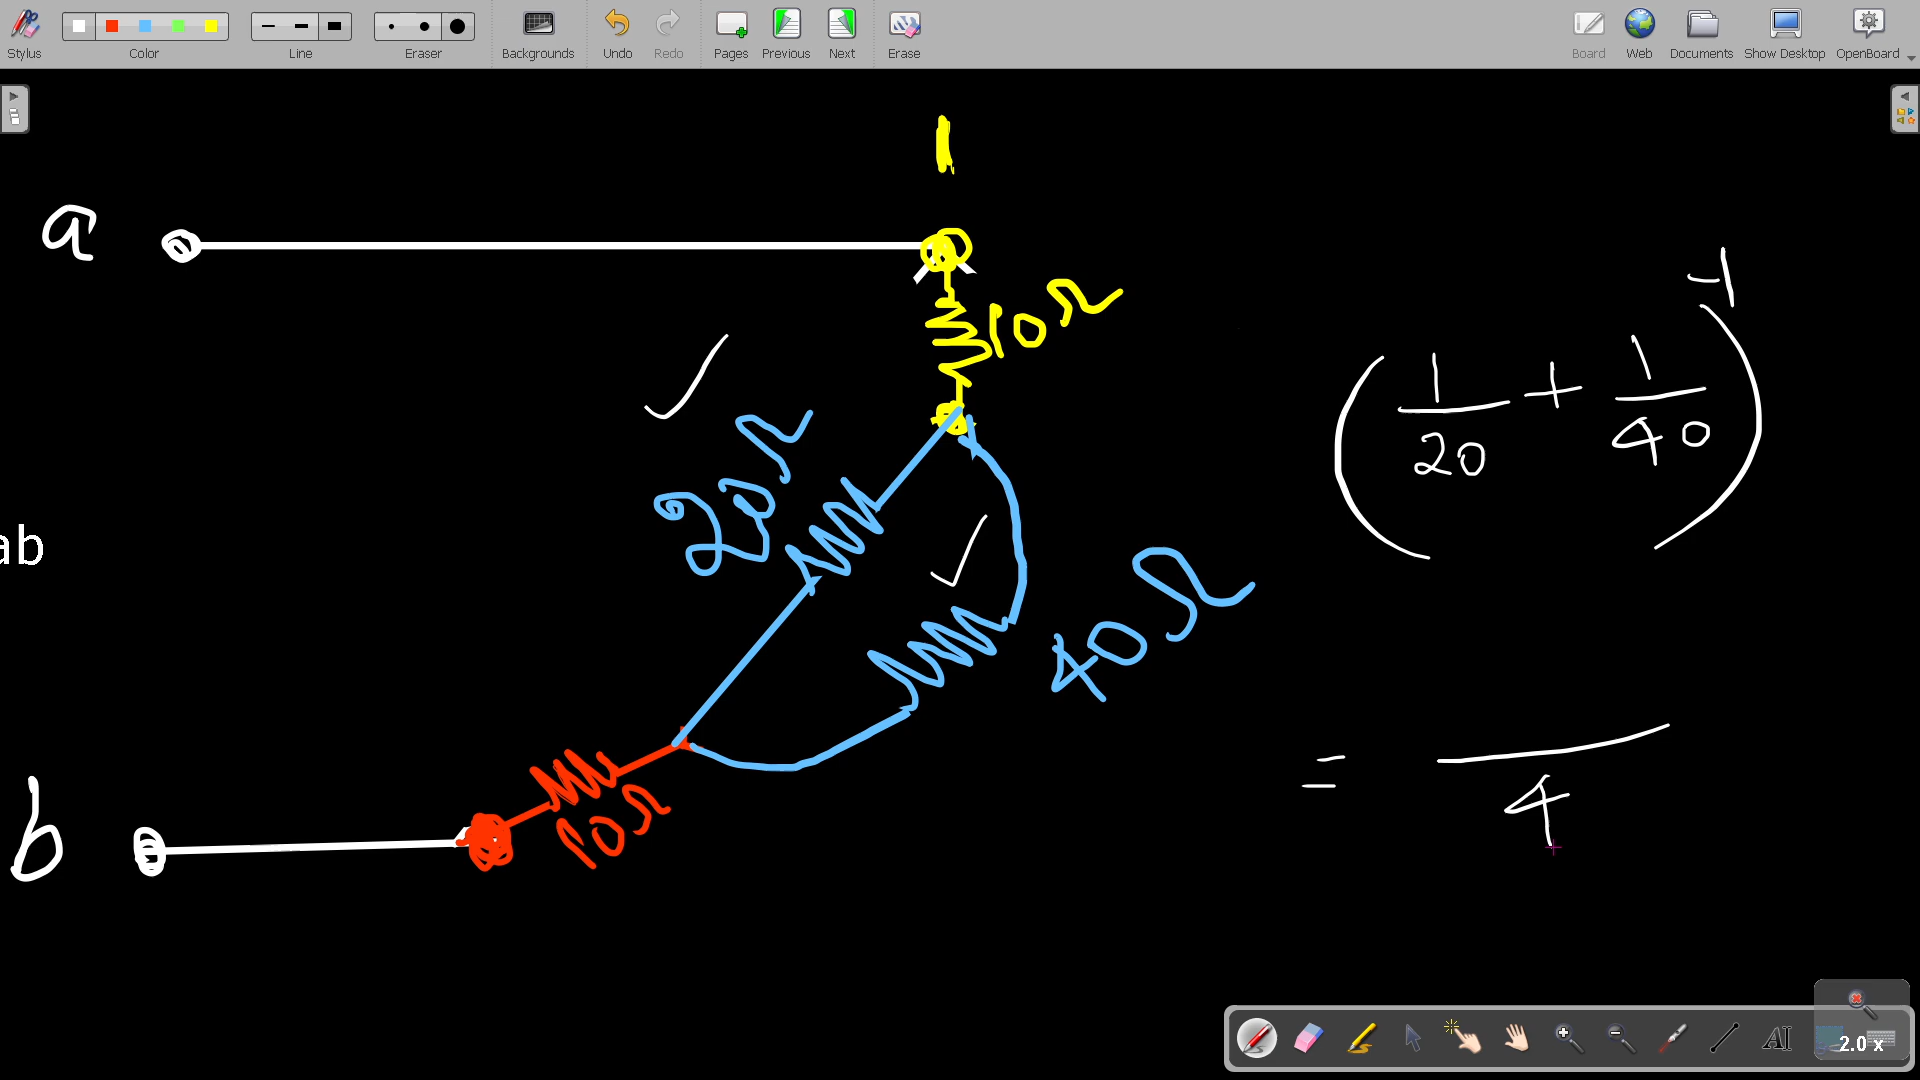 Stylus Color Line Eraser Backgrounds Undo Redo Pages Previous Next Erase Board Web Documents Show Desktop OpenBoard
1
a
10Ω
20Ω
(1/20 + 1/40)^-1
ab
40Ω
10Ω
= /4
b
AI
2.0 x